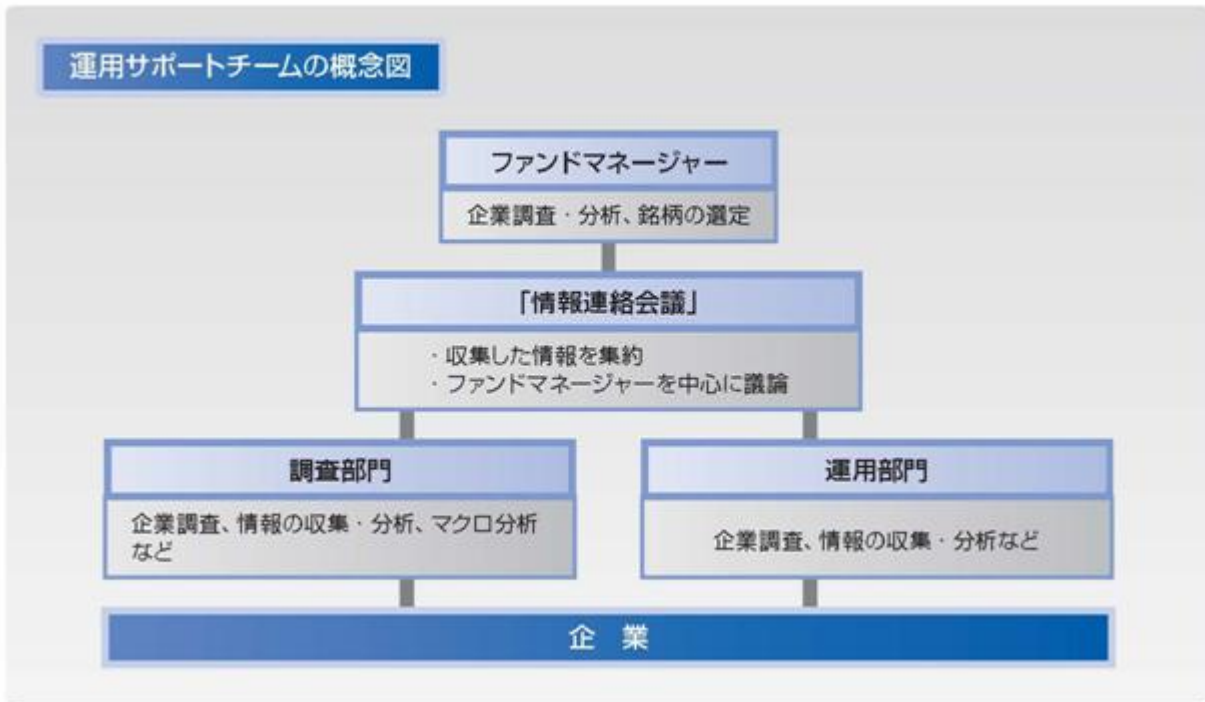 運用サポートチームの概念図
ファンドマネージャー
企業調査・分析、銘柄の選定
「情報連絡会議」
・収集した情報を集約
・ファンドマネージャーを中心に議論
調査部門
企業調査、情報の収集・分析、マクロ分析
など
運用部門
企業調査、情報の収集・分析など
企 業